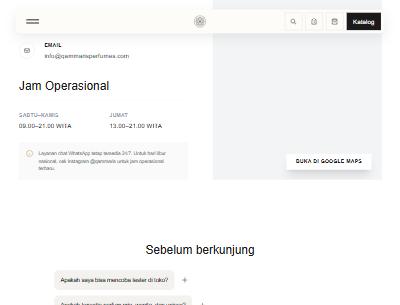 Katalog
EMAIL
info@qammarsperfumes.com
Jam Operasional
SABTU–KAMIS
JUMAT
09.00–21.00 WITA
13.00–21.00 WITA
Layanan chat WhatsApp tetap tersedia 24/7. Untuk hari libur
nasional, cek Instagram @qammaris untuk jam operasional
terbaru.
BUKA DI GOOGLE MAPS
Sebelum berkunjung
Apakah saya bisa mencoba tester di toko?